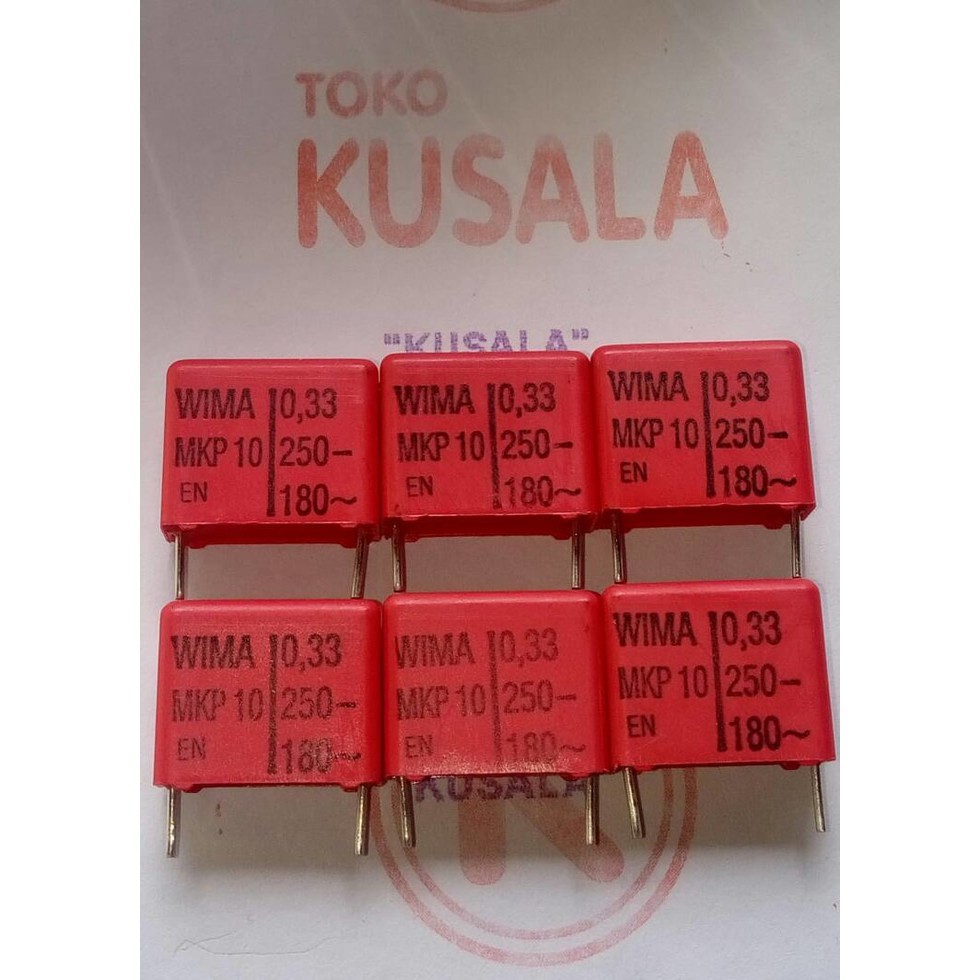 TOKO
KUSALA
"KUSALA"
WIMA 0,33
MKP 10 250-
EN 180~
WIMA 0,33
MKP 10 250-
EN 180~
WIMA 0,33
MKP 10 250-
EN 180~
WIMA 0,33
MKP 10 250-
EN 180~
WIMA 0,33
MKP 10 250-
EN 180~
WIMA 0,33
MKP 10 250-
EN 180~
"KUSALA"